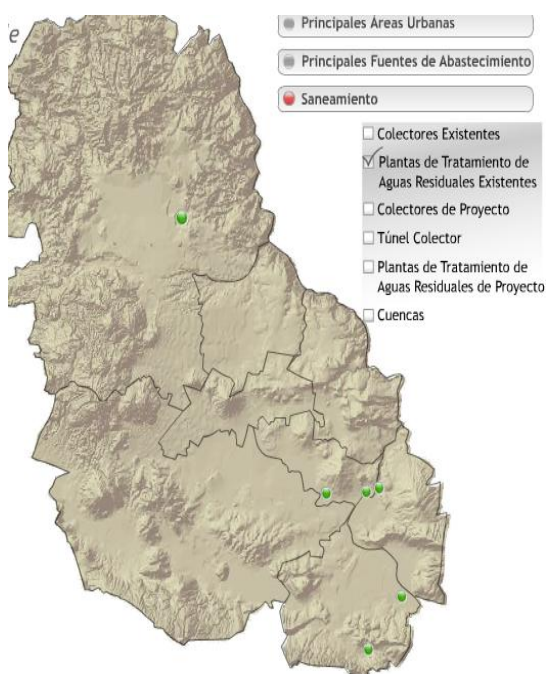 e
Principales Áreas Urbanas
Principales Fuentes de Abastecimiento
Saneamiento
Colectores Existentes
Plantas de Tratamiento de
Aguas Residuales Existentes
Colectores de Proyecto
Túnel Colector
Plantas de Tratamiento de
Aguas Residuales de Proyecto
Cuencas